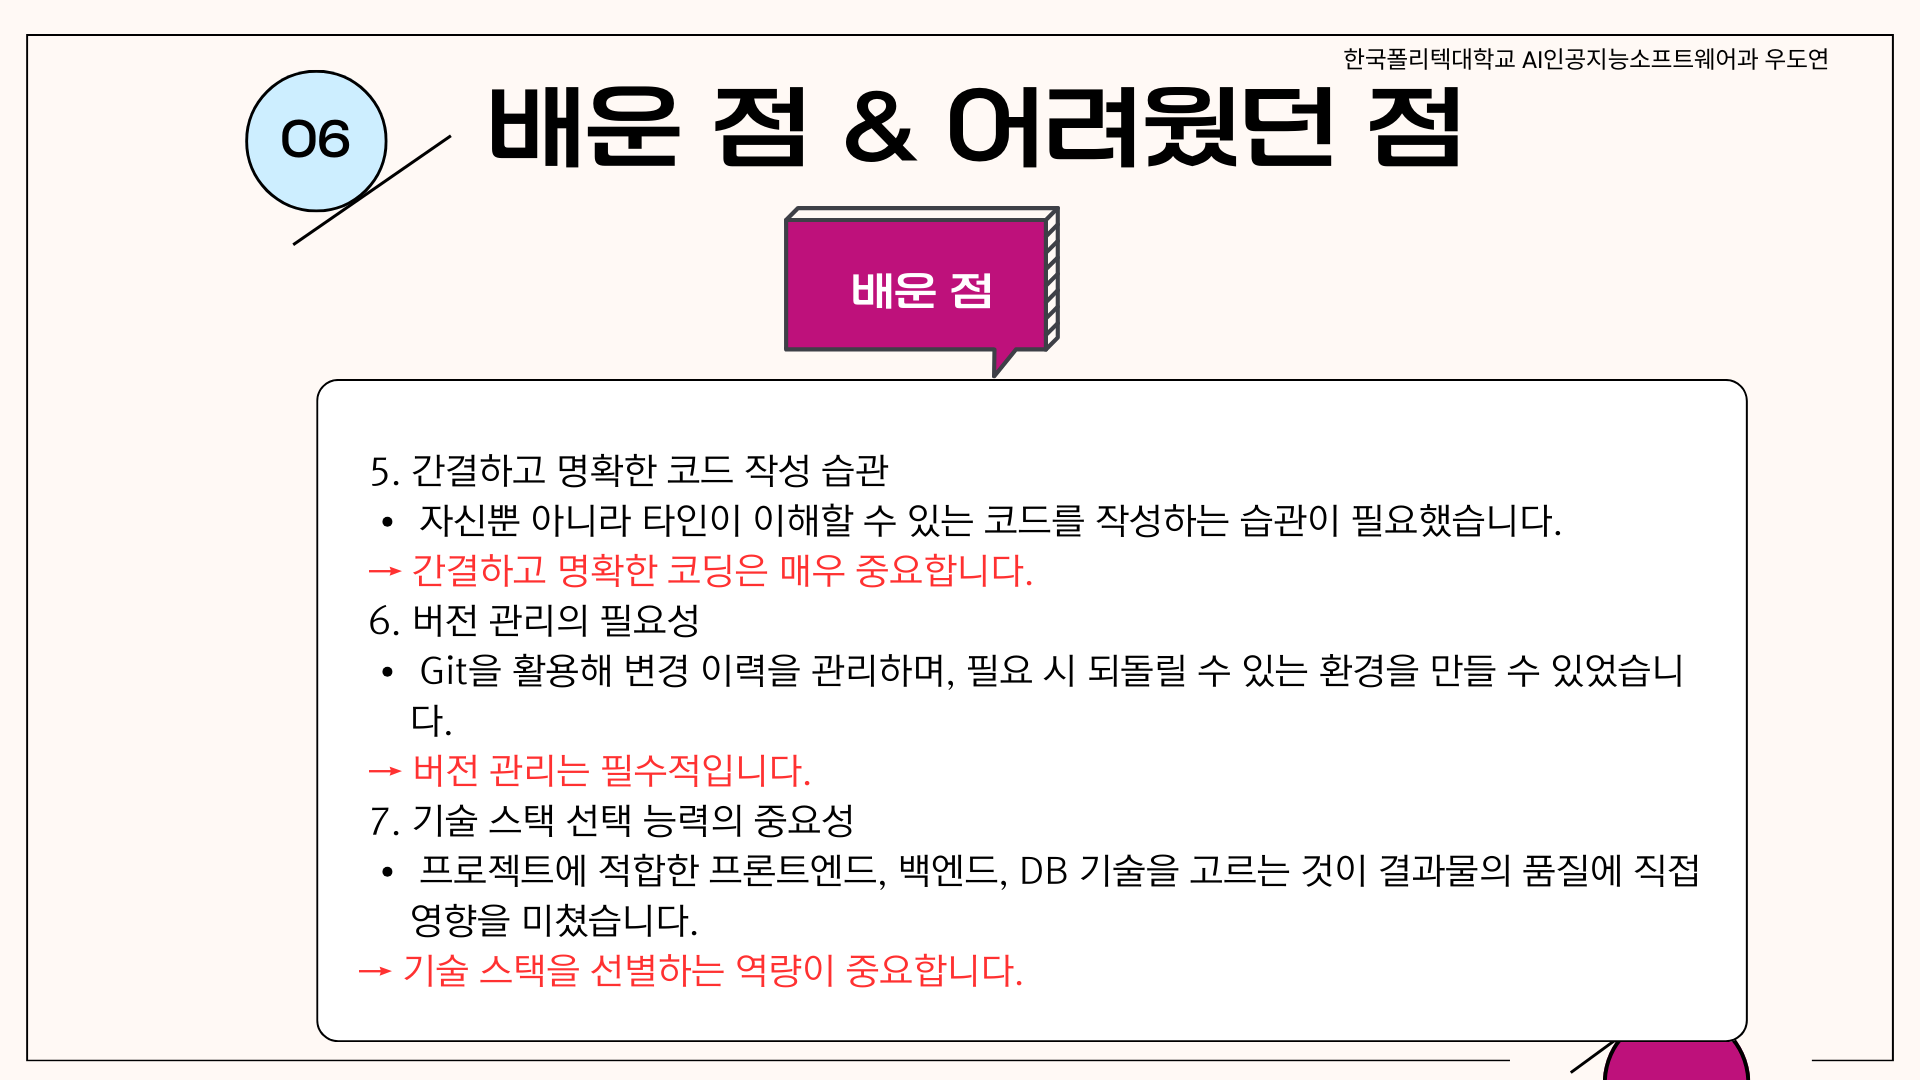 한국폴리텍대학교 AI인공지능소프트웨어과 우도연
06
배운 점 & 어려웠던 점
배운 점
5. 간결하고 명확한 코드 작성 습관
• 자신뿐 아니라 타인이 이해할 수 있는 코드를 작성하는 습관이 필요했습니다.
→ 간결하고 명확한 코딩은 매우 중요합니다.
6. 버전 관리의 필요성
• Git을 활용해 변경 이력을 관리하며, 필요 시 되돌릴 수 있는 환경을 만들 수 있었습니
다.
→ 버전 관리는 필수적입니다.
7. 기술 스택 선택 능력의 중요성
• 프로젝트에 적합한 프론트엔드, 백엔드, DB 기술을 고르는 것이 결과물의 품질에 직접
영향을 미쳤습니다.
→ 기술 스택을 선별하는 역량이 중요합니다.